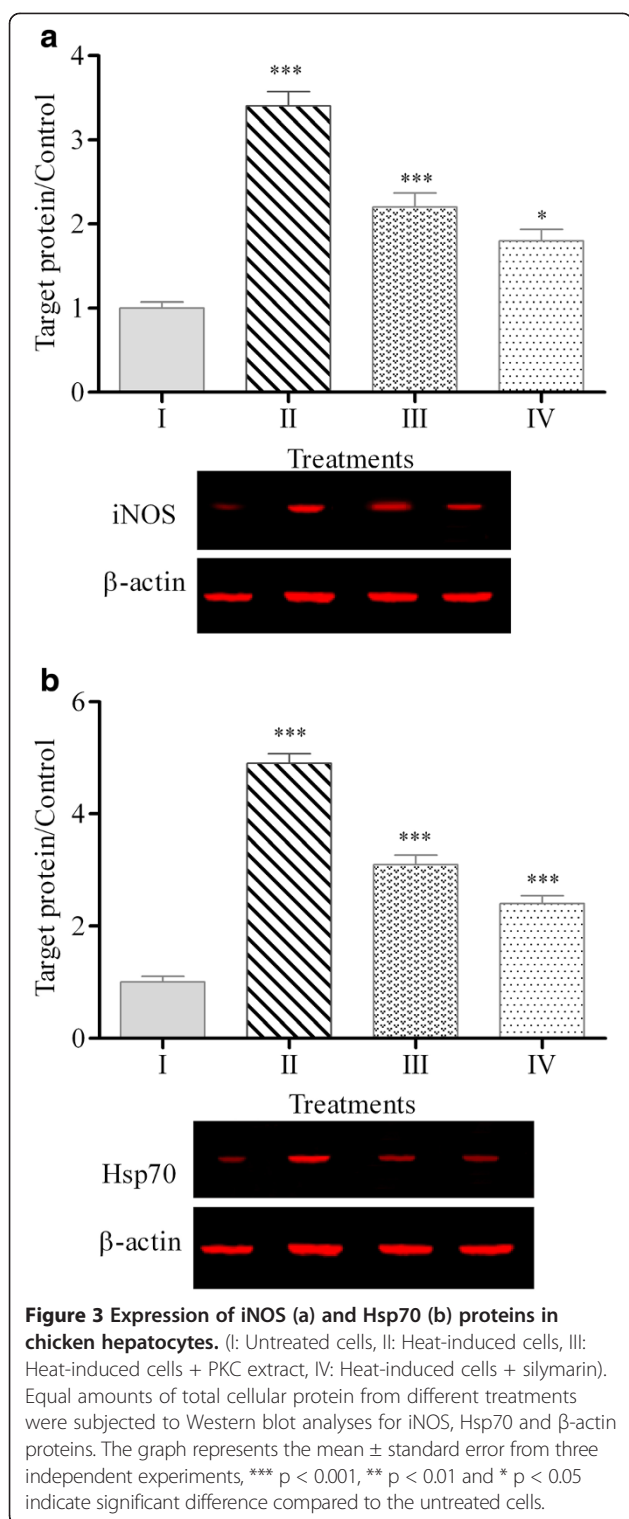 a
4
3
2
1
0
Target protein/Control
***
***
*
I II III IV
Treatments
iNOS
β-actin
b
6
4
2
0
Target protein/Control
***
***
***
I II III IV
Treatments
Hsp70
β-actin
Figure 3 Expression of iNOS (a) and Hsp70 (b) proteins in
chicken hepatocytes. (I: Untreated cells, II: Heat-induced cells, III:
Heat-induced cells + PKC extract, IV: Heat-induced cells + silymarin).
Equal amounts of total cellular protein from different treatments
were subjected to Western blot analyses for iNOS, Hsp70 and β-actin
proteins. The graph represents the mean ± standard error from three
independent experiments, *** p < 0.001, ** p < 0.01 and * p < 0.05
indicate significant difference compared to the untreated cells.